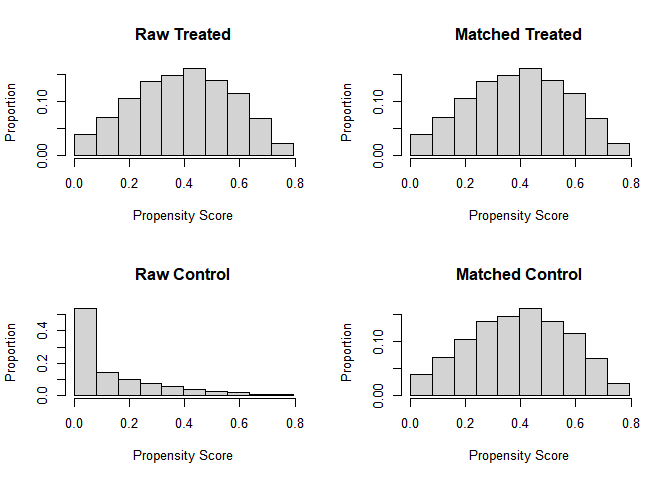 Raw Treated
Proportion
0.00
0.10
0.0 0.2 0.4 0.6 0.8
Propensity Score
Matched Treated
Proportion
0.00
0.10
0.0 0.2 0.4 0.6 0.8
Propensity Score
Raw Control
Proportion
0.0
0.2
0.4
0.0 0.2 0.4 0.6 0.8
Propensity Score
Matched Control
Proportion
0.00
0.10
0.0 0.2 0.4 0.6 0.8
Propensity Score